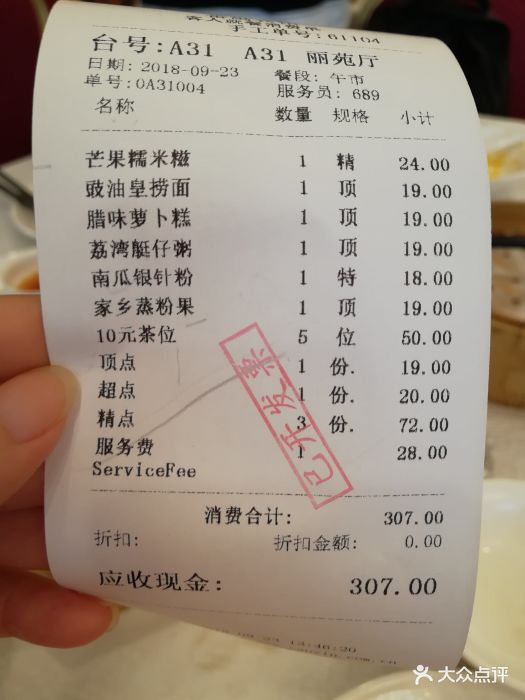 手工单号:61104
台号:A31 A31 丽苑厅
日期: 2018-09-23 餐段: 午市
单号: 0A31004 服务员: 689
名称 数量 规格 小计
芒果糯米糍 1 精 24.00
豉油皇捞面 1 顶 19.00
腊味萝卜糕 1 顶 19.00
荔湾艇仔粥 1 顶 19.00
南瓜银针粉 1 特 18.00
家乡蒸粉果 1 顶 19.00
10元茶位 5 位 50.00
顶点 1 份. 19.00
超点 1 份. 20.00
精点 3 份. 72.00
服务费 1 28.00
ServiceFee
已开发票
消费合计: 307.00
折扣: 折扣金额: 0.00
应收现金: 307.00
大众点评